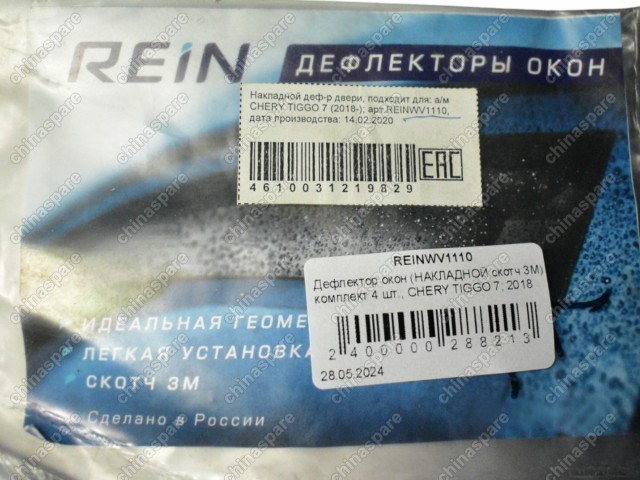 REIN
ДЕФЛЕКТОРЫ ОКОН
Накладной деф-р двери, подходит для: а/м
CHERY TIGGO 7 (2018-); арт.REINWV1110,
дата производства: 14.02.2020
4610031219829
EAC
REINWV1110
Дефлектор окон (НАКЛАДНОЙ скотч 3М)
комплект 4 шт., CHERY TIGGO 7; 2018
2400000288213
28.05.2024
ИДЕАЛЬНАЯ ГЕОМЕ
ЛЕГКАЯ УСТАНОВКА
СКОТЧ 3М
Сделано в России
chinaspare